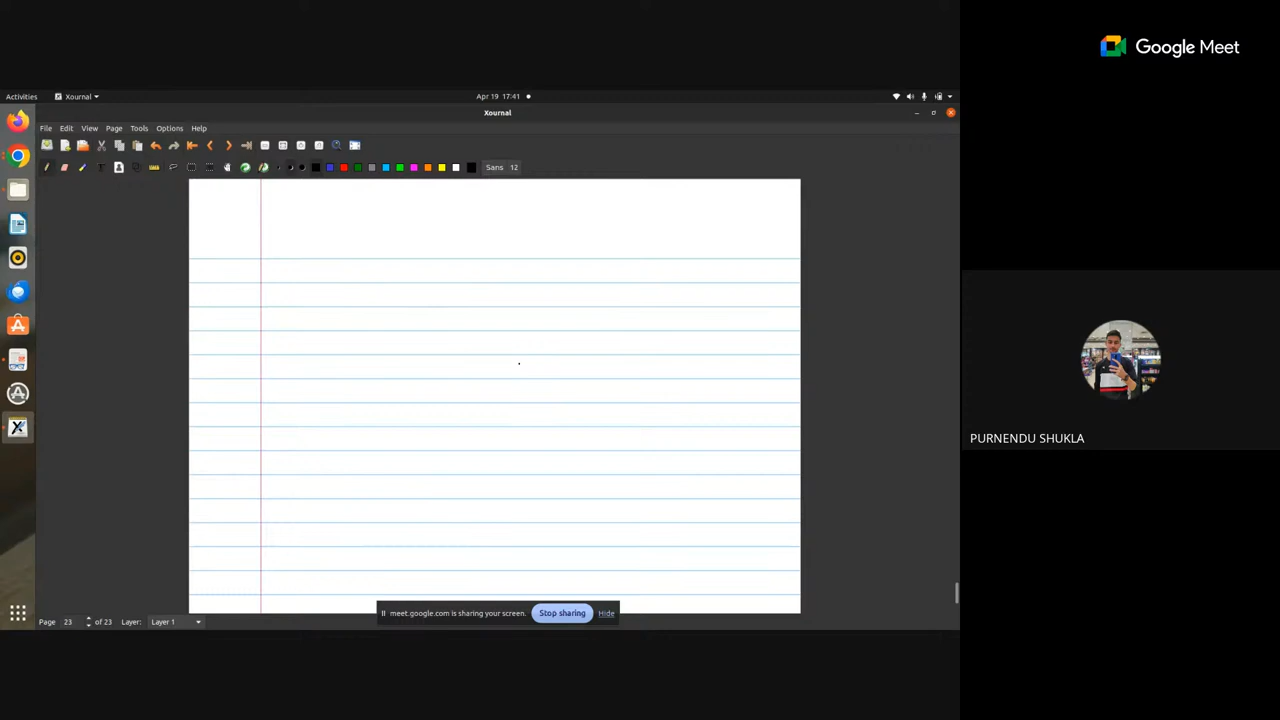 Google Meet
Activities
Xournal
Apr 19 17:41
Xournal
File Edit View Page Tools Options Help
Sans 12
PURNENDU SHUKLA
meet.google.com is sharing your screen. Stop sharing Hide
Page 23 of 23 Layer: Layer 1